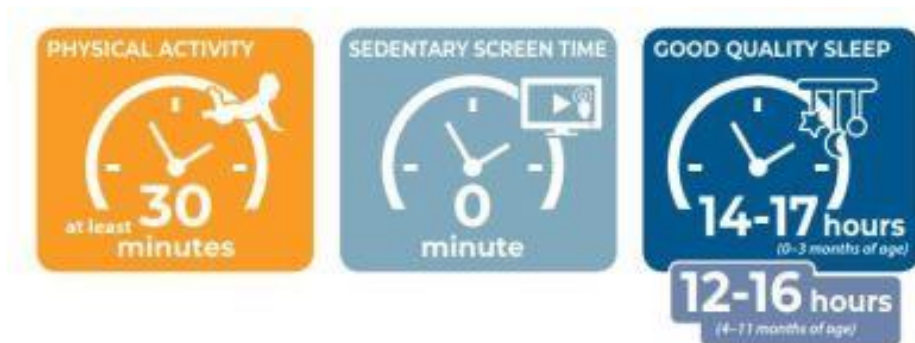 PHYSICAL ACTIVITY
at least 30
minutes
SEDENTARY SCREEN TIME
0
minute
GOOD QUALITY SLEEP
14-17 hours
(0–3 months of age)
12-16 hours
(4–11 months of age)